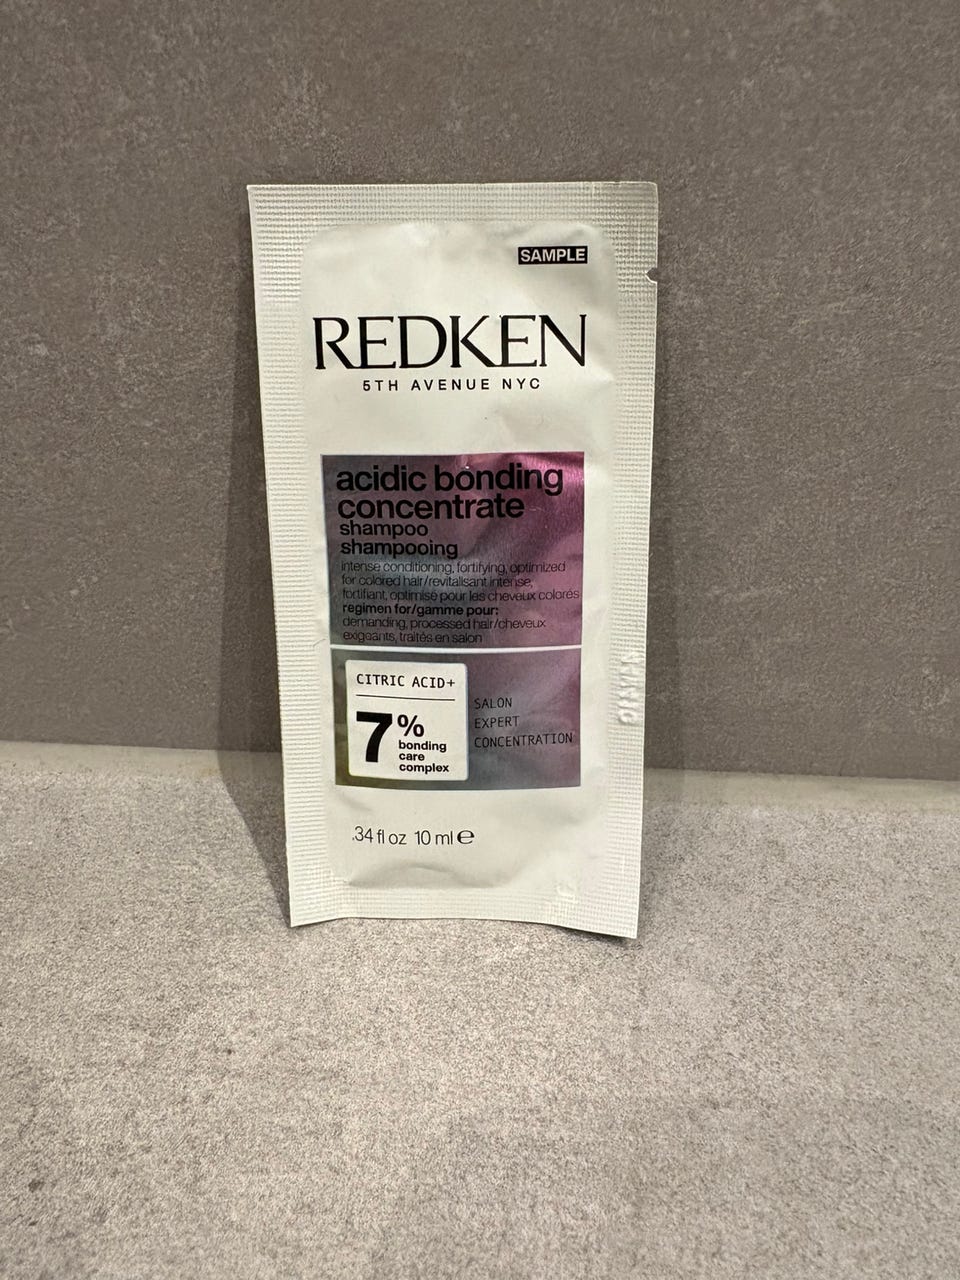 SAMPLE
REDKEN
5TH AVENUE NYC
acidic bonding
concentrate
shampoo
shampooing
intense conditioning, fortifying, optimized
for colored hair/revitalisant intense,
fortifiant, optimisé pour les cheveux colorés
regimen for/gamme pour:
demanding, processed hair/cheveux
exigeants, traités en salon
CITRIC ACID+
7%
bonding
care
complex
SALON
EXPERT
CONCENTRATION
.34 fl oz 10 ml ℮